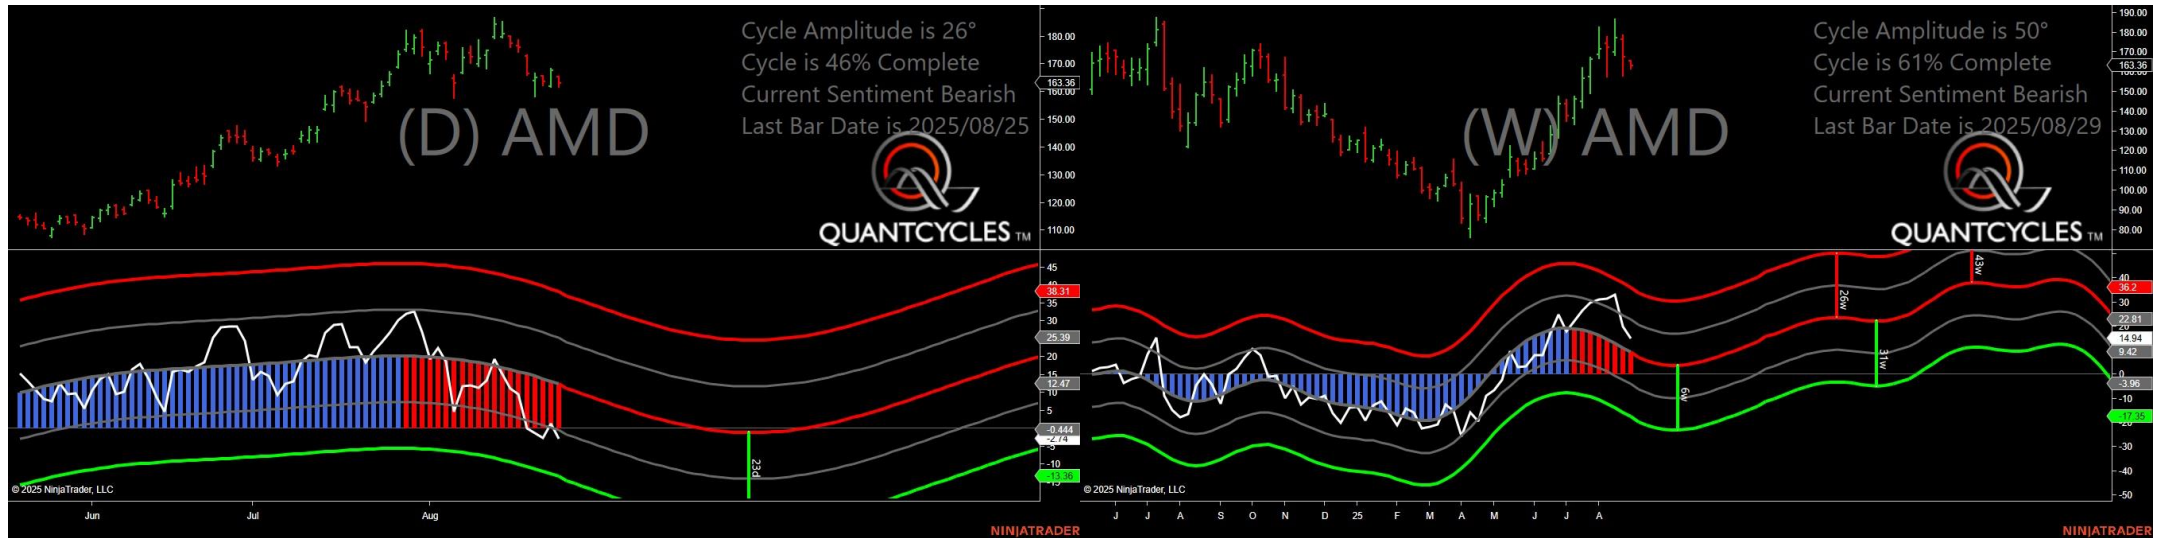 Cycle Amplitude is 26°
Cycle is 46% Complete
Current Sentiment Bearish
Last Bar Date is 2025/08/25
(D) AMD
QUANTCYCLES TM
180.00
170.00
163.36
150.00
140.00
130.00
120.00
110.00
45
38.31
35
30
25.39
20
15
12.47
10
5
-0.444
-2.74
-10
-13.36
23d
© 2025 NinjaTrader, LLC
Jun Jul Aug
NINJATRADER
Cycle Amplitude is 50°
Cycle is 61% Complete
Current Sentiment Bearish
Last Bar Date is 2025/08/29
(W) AMD
QUANTCYCLES TM
190.00
180.00
170.00
163.36
150.00
140.00
130.00
120.00
110.00
100.00
90.00
80.00
43w
26w
31w
6w
40
36.2
30
22.81
14.94
9.42
0
-3.96
-10
-17.35
-30
-40
-50
© 2025 NinjaTrader, LLC
J J A S O N D 25 F M A M J J A
NINJATRADER